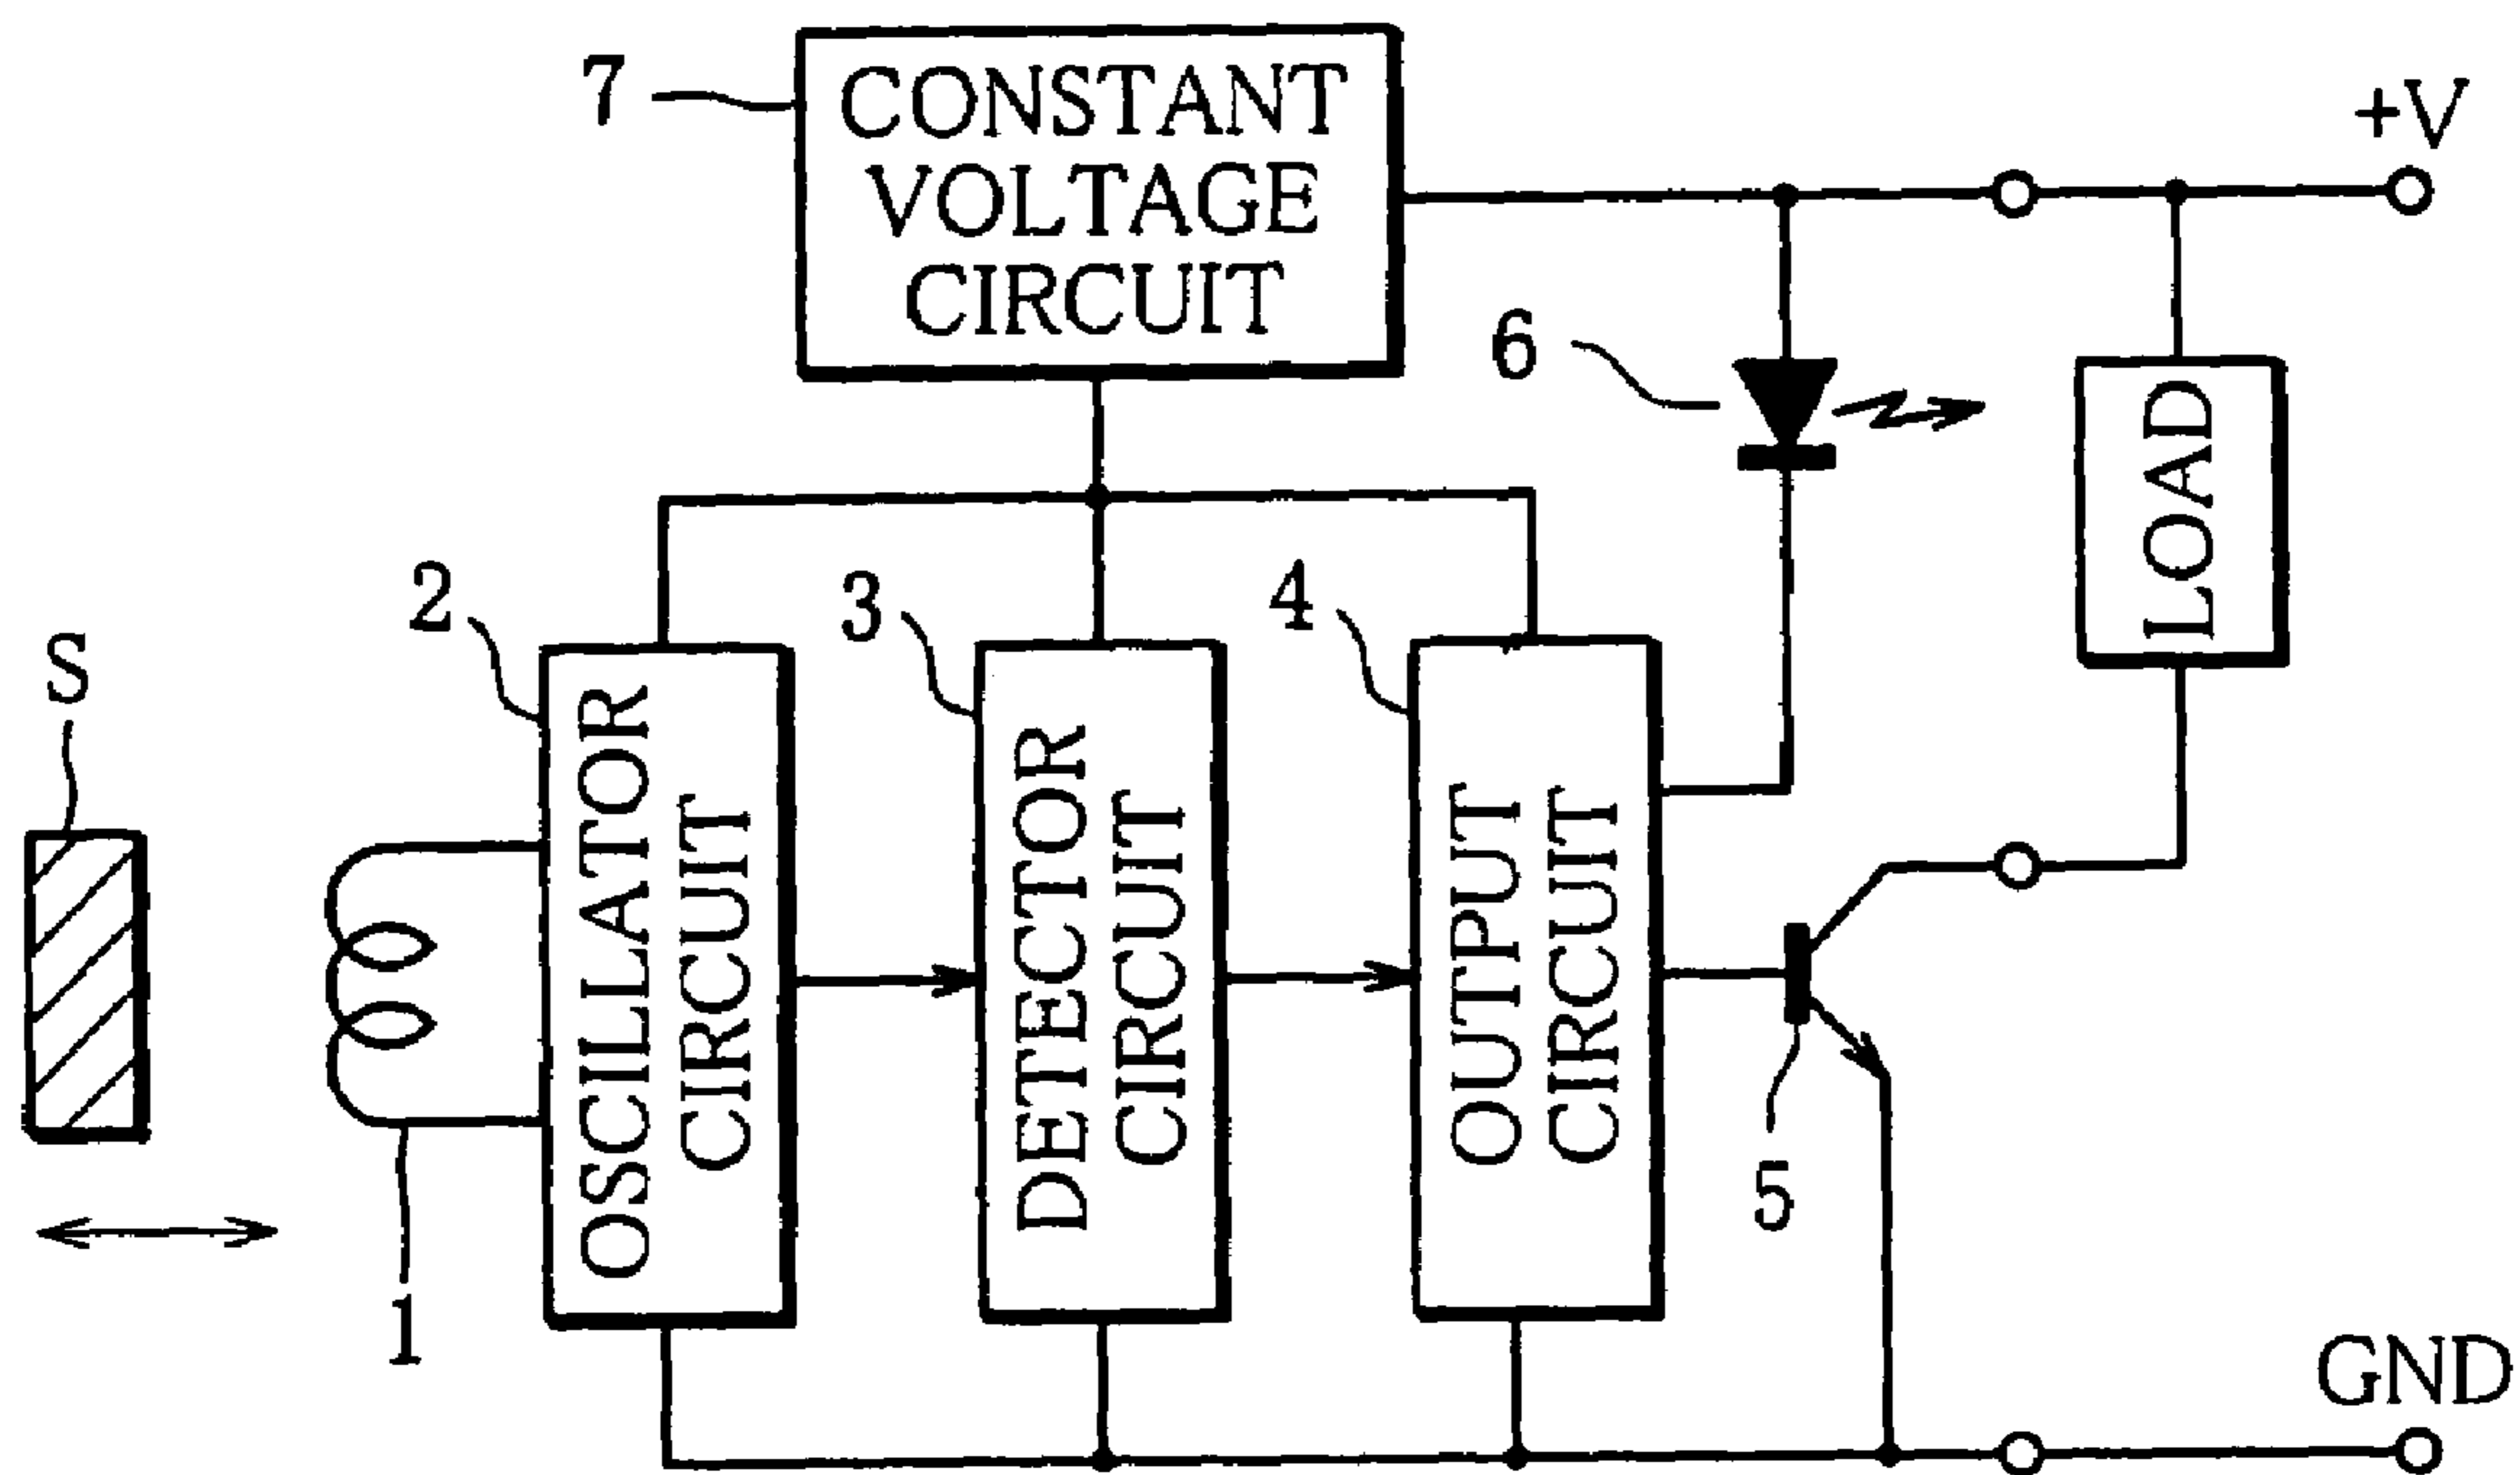 7
CONSTANT
VOLTAGE
CIRCUIT
+V
6
LOAD
2
3
4
S
OSCILLATOR
CIRCUIT
DETECTOR
CIRCUIT
OUTPUT
CIRCUIT
5
1
GND